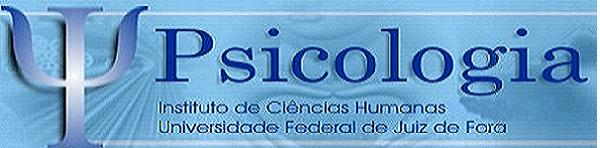 Ψ Psicologia
Instituto de Ciências Humanas
Universidade Federal de Juiz de Fora